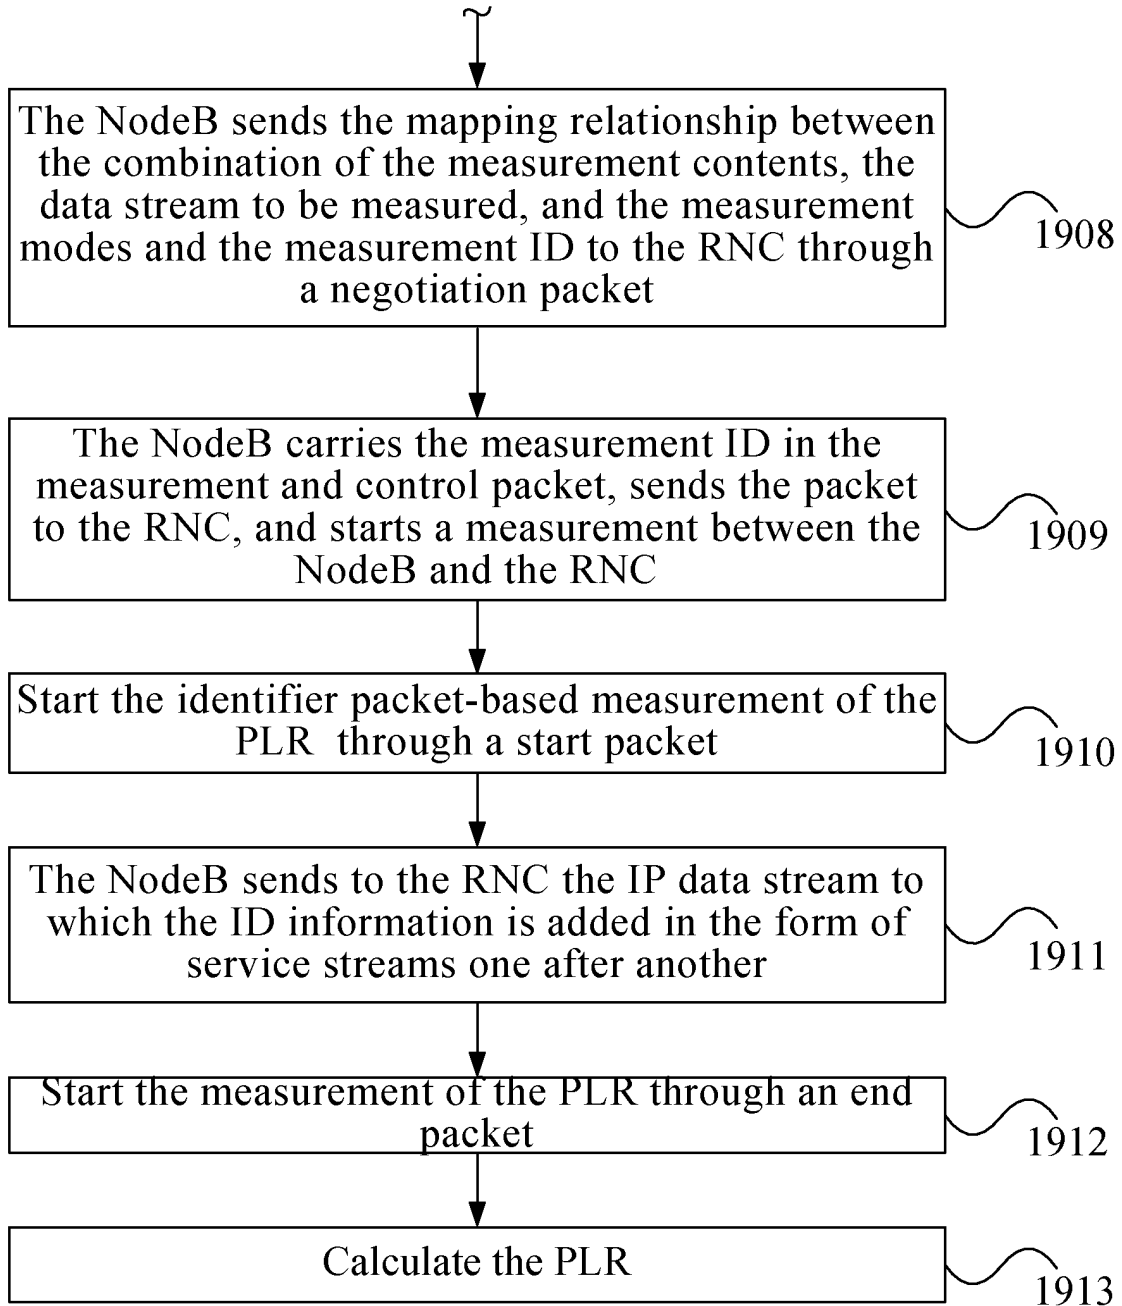 The NodeB sends the mapping relationship between
the combination of the measurement contents, the
data stream to be measured, and the measurement
modes and the measurement ID to the RNC through
a negotiation packet
1908
The NodeB carries the measurement ID in the
measurement and control packet, sends the packet
to the RNC, and starts a measurement between the
NodeB and the RNC
1909
Start the identifier packet-based measurement of the
PLR through a start packet
1910
The NodeB sends to the RNC the IP data stream to
which the ID information is added in the form of
service streams one after another
1911
Start the measurement of the PLR through an end
packet
1912
Calculate the PLR
1913